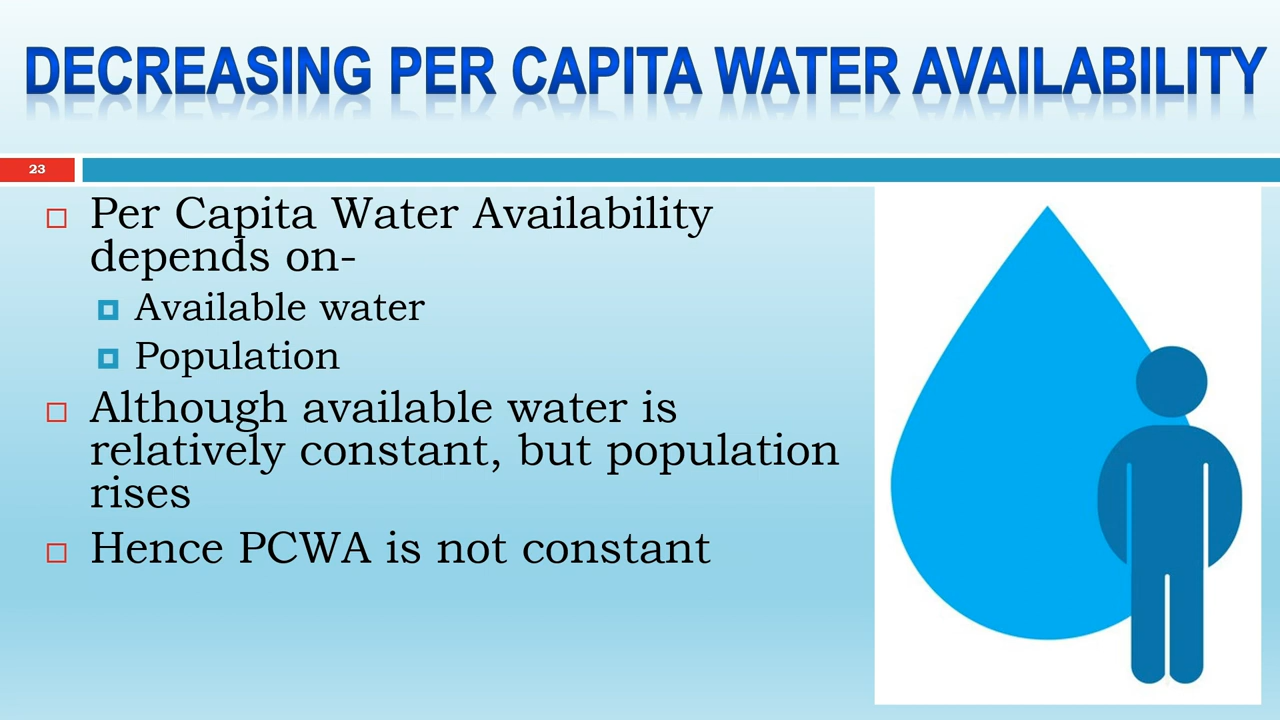 DECREASING PER CAPITA WATER AVAILABILITY
23
Per Capita Water Availability
depends on-
Available water
Population
Although available water is
relatively constant, but population
rises
Hence PCWA is not constant